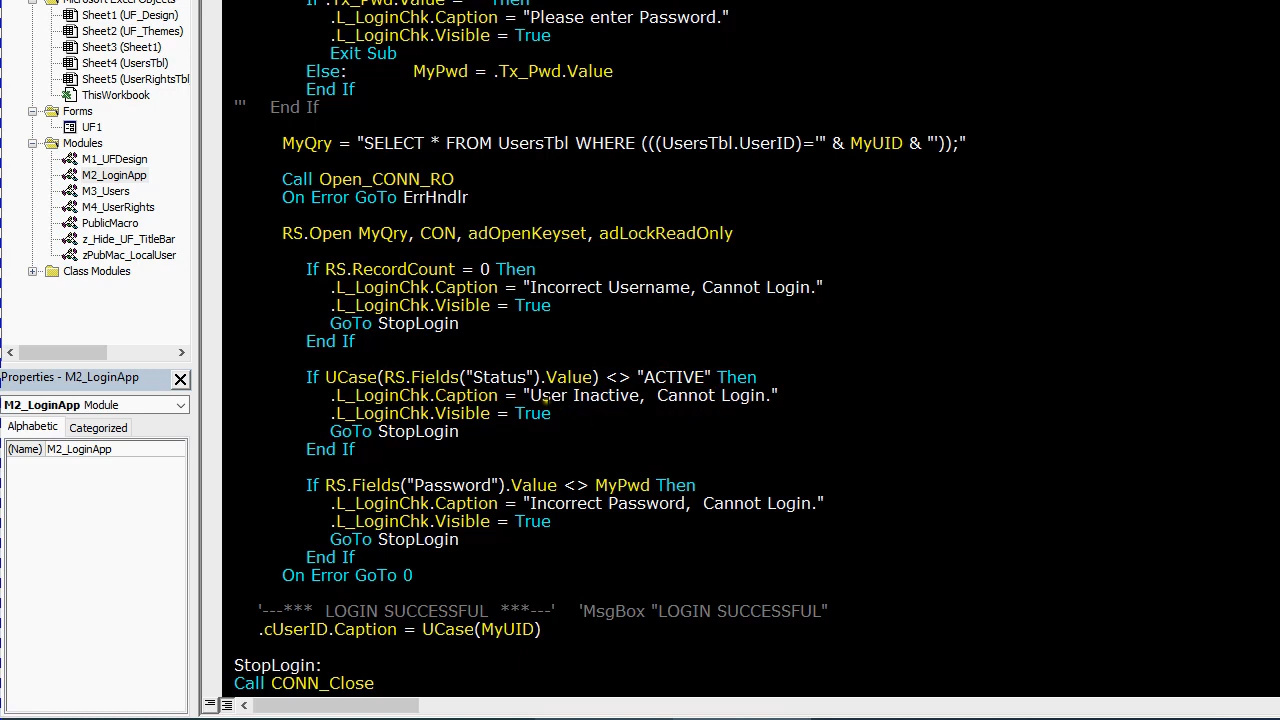 Microsoft Excel Objects
Sheet1 (UF_Design)
Sheet2 (UF_Themes)
Sheet3 (Sheet1)
Sheet4 (UsersTbl)
Sheet5 (UserRightsTbl
ThisWorkbook
Forms
UF1
Modules
M1_UFDesign
M2_LoginApp
M3_Users
M4_UserRights
PublicMacro
z_Hide_UF_TitleBar
zPubMac_LocalUser
Class Modules
Properties - M2_LoginApp
M2_LoginApp Module
Alphabetic
Categorized
(Name) M2_LoginApp
If .Tx_Pwd.Value = "" Then
.L_LoginChk.Caption = "Please enter Password."
.L_LoginChk.Visible = True
Exit Sub
Else: MyPwd = .Tx_Pwd.Value
End If
''' End If
MyQry = "SELECT * FROM UsersTbl WHERE (((UsersTbl.UserID)='" & MyUID & "'));"
Call Open_CONN_RO
On Error GoTo ErrHndlr
RS.Open MyQry, CON, adOpenKeyset, adLockReadOnly
If RS.RecordCount = 0 Then
.L_LoginChk.Caption = "Incorrect Username, Cannot Login."
.L_LoginChk.Visible = True
GoTo StopLogin
End If
If UCase(RS.Fields("Status").Value) <> "ACTIVE" Then
.L_LoginChk.Caption = "User Inactive,  Cannot Login."
.L_LoginChk.Visible = True
GoTo StopLogin
End If
If RS.Fields("Password").Value <> MyPwd Then
.L_LoginChk.Caption = "Incorrect Password,  Cannot Login."
.L_LoginChk.Visible = True
GoTo StopLogin
End If
On Error GoTo 0
'---***  LOGIN SUCCESSFUL  ***---'    'MsgBox "LOGIN SUCCESSFUL"
.cUserID.Caption = UCase(MyUID)
StopLogin:
Call CONN_Close